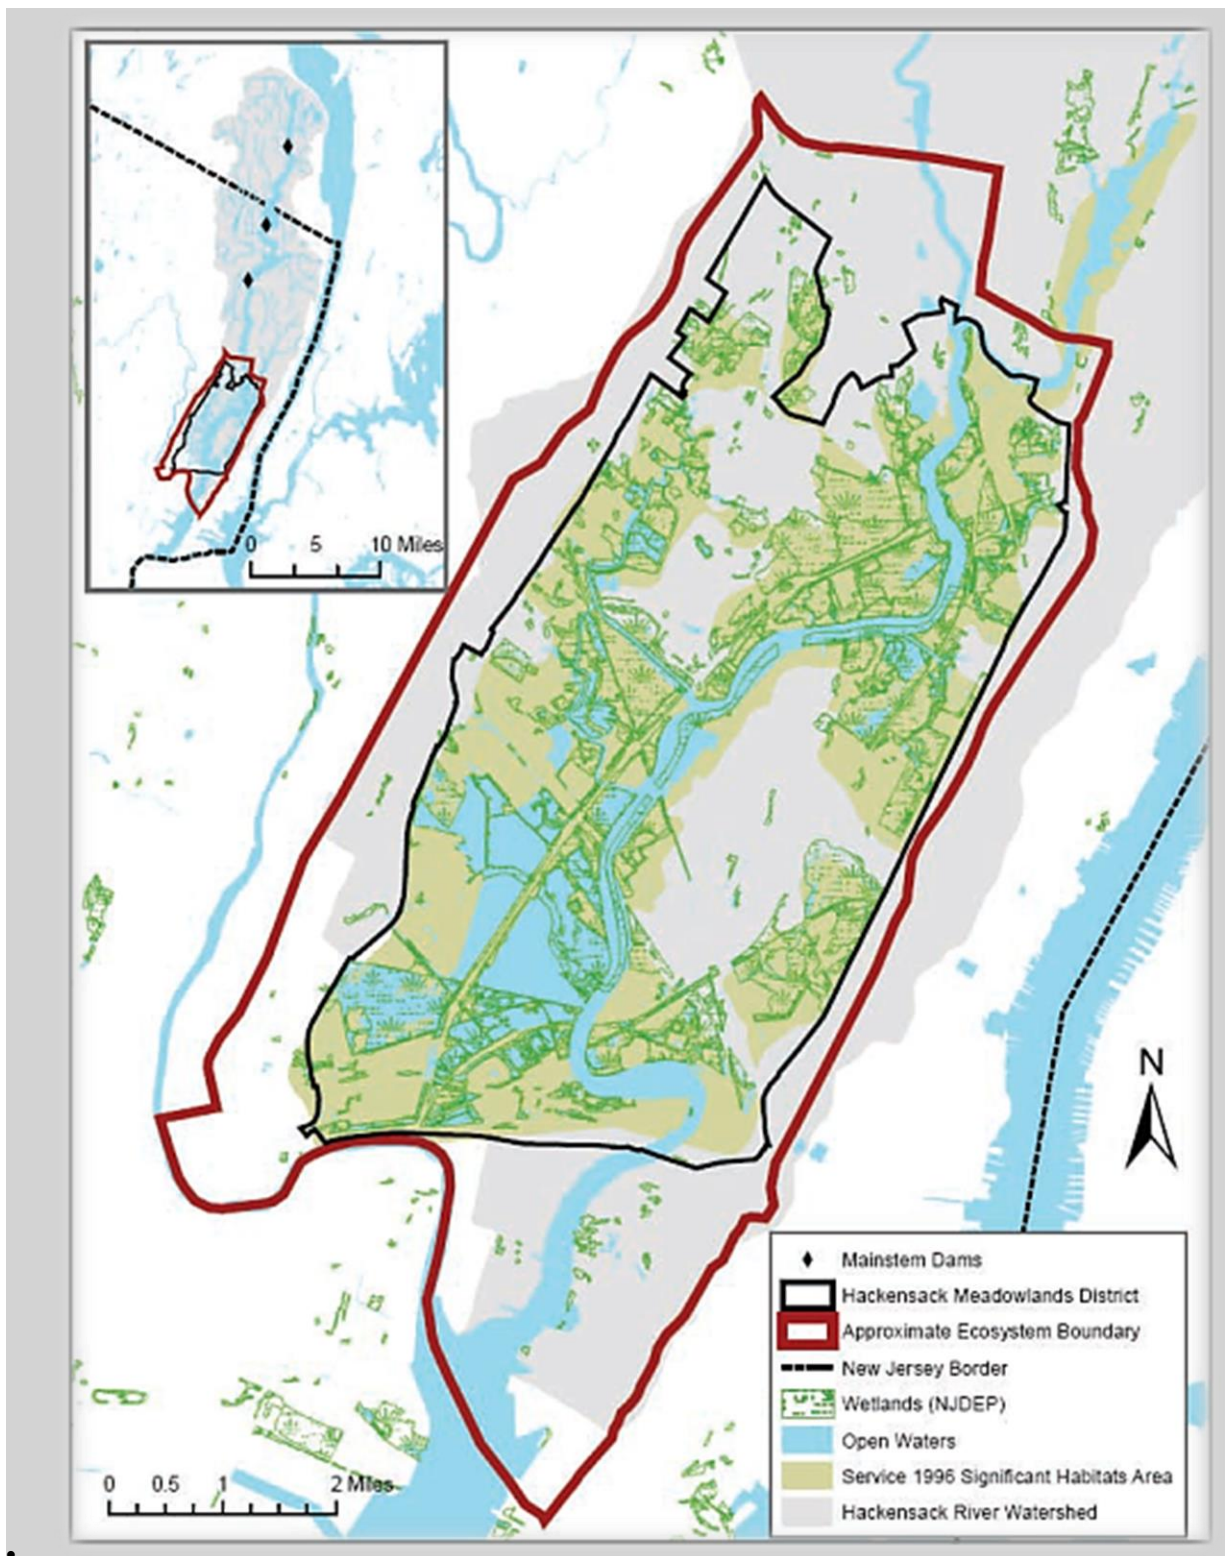 0 5 10 Miles
N
Mainstem Dams
Hackensack Meadowlands District
Approximate Ecosystem Boundary
New Jersey Border
Wetlands (NJDEP)
Open Waters
Service 1996 Significant Habitats Area
Hackensack River Watershed
0 0.5 1 2 Miles